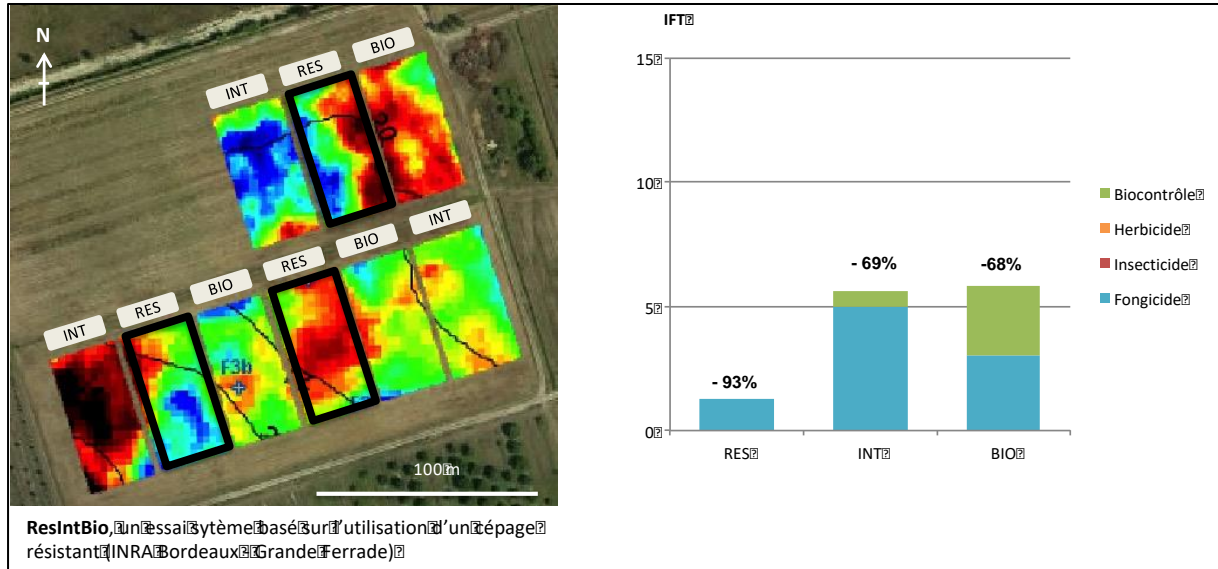 N
BIO
RES
INT
20
INT
BIO
RES
BIO
RES
INT
F3b
100 m
ResIntBio, un essai sytème basé sur l'utilisation d'un cépage
résistant (INRA Bordeaux - Grande Ferrade)
IFT
15
10
5
0
- 93%
- 69%
-68%
RES
INT
BIO
Biocontrôle
Herbicide
Insecticide
Fongicide